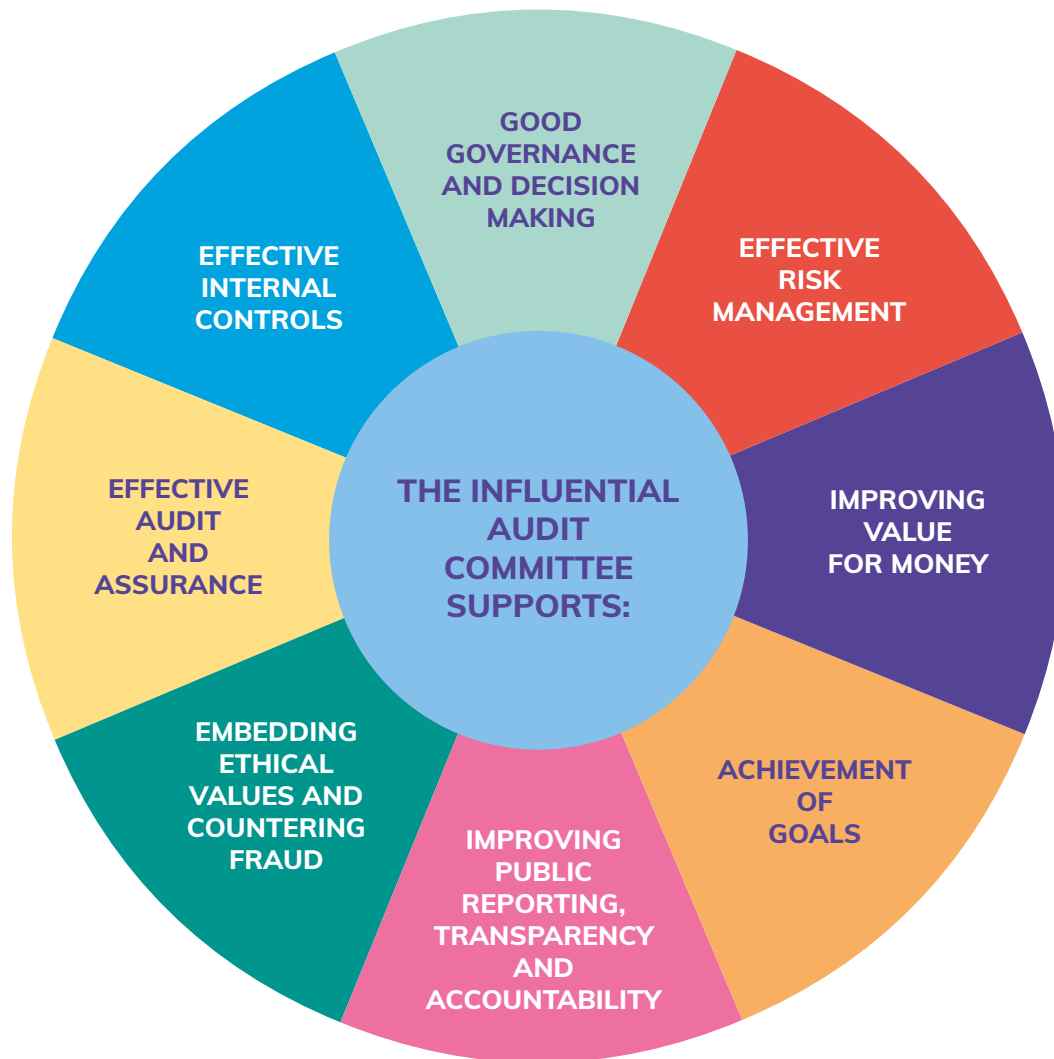 GOOD
GOVERNANCE
AND DECISION
MAKING
EFFECTIVE
RISK
MANAGEMENT
IMPROVING
VALUE
FOR MONEY
ACHIEVEMENT
OF
GOALS
IMPROVING
PUBLIC
REPORTING,
TRANSPARENCY
AND
ACCOUNTABILITY
EMBEDDING
ETHICAL
VALUES AND
COUNTERING
FRAUD
EFFECTIVE
AUDIT
AND
ASSURANCE
EFFECTIVE
INTERNAL
CONTROLS
THE INFLUENTIAL
AUDIT
COMMITTEE
SUPPORTS: